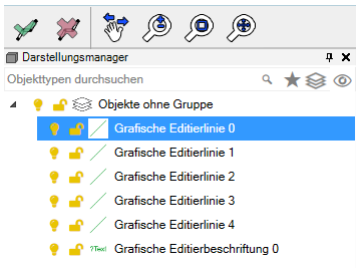 Darstellungsmanager
Objekttypen durchsuchen
Objekte ohne Gruppe
Grafische Editierlinie 0
Grafische Editierlinie 1
Grafische Editierlinie 2
Grafische Editierlinie 3
Grafische Editierlinie 4
?Text Grafische Editierbeschriftung 0